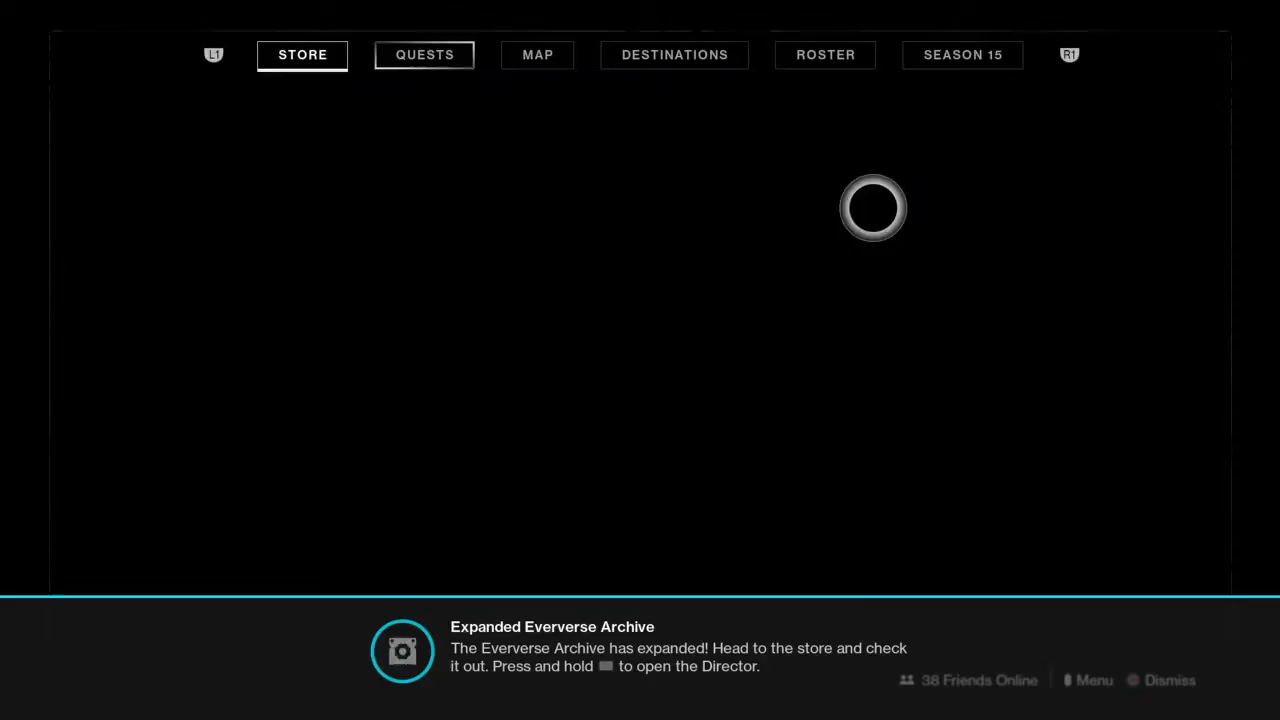 L1 STORE QUESTS MAP DESTINATIONS ROSTER SEASON 15 R1
Expanded Eververse Archive
The Eververse Archive has expanded! Head to the store and check
it out. Press and hold to open the Director.
38 Friends Online Menu Dismiss